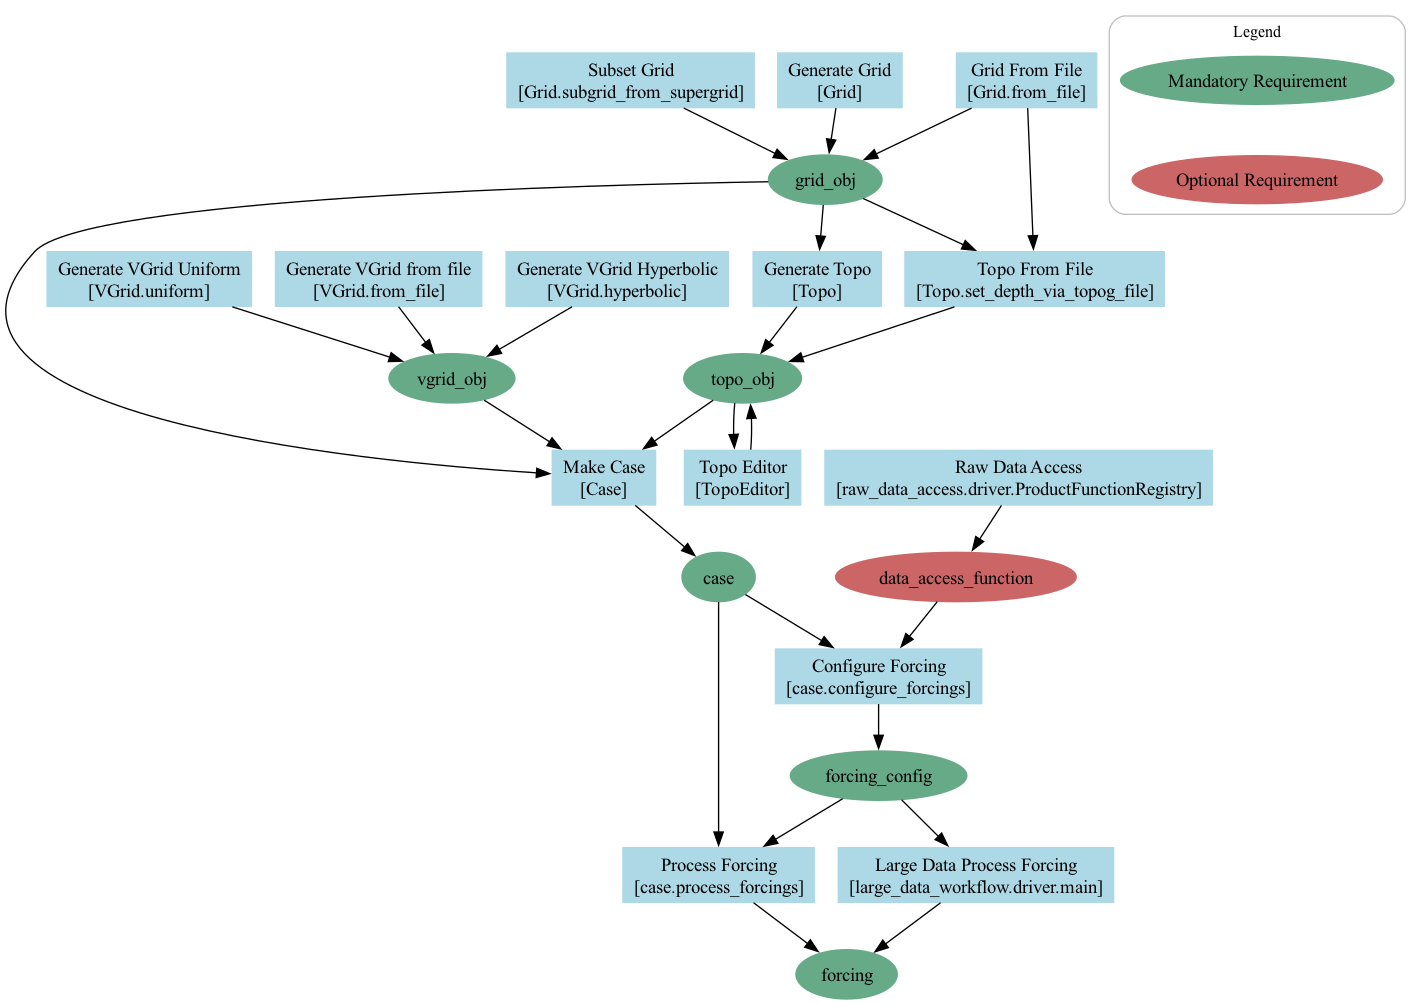 Legend
Mandatory Requirement
Optional Requirement
Subset Grid
[Grid.subgrid_from_supergrid]
Generate Grid
[Grid]
Grid From File
[Grid.from_file]
grid_obj
Generate VGrid Uniform
[VGrid.uniform]
Generate VGrid from file
[VGrid.from_file]
Generate VGrid Hyperbolic
[VGrid.hyperbolic]
Generate Topo
[Topo]
Topo From File
[Topo.set_depth_via_topog_file]
vgrid_obj
topo_obj
Make Case
[Case]
Topo Editor
[TopoEditor]
Raw Data Access
[raw_data_access.driver.ProductFunctionRegistry]
case
data_access_function
Configure Forcing
[case.configure_forcings]
forcing_config
Process Forcing
[case.process_forcings]
Large Data Process Forcing
[large_data_workflow.driver.main]
forcing